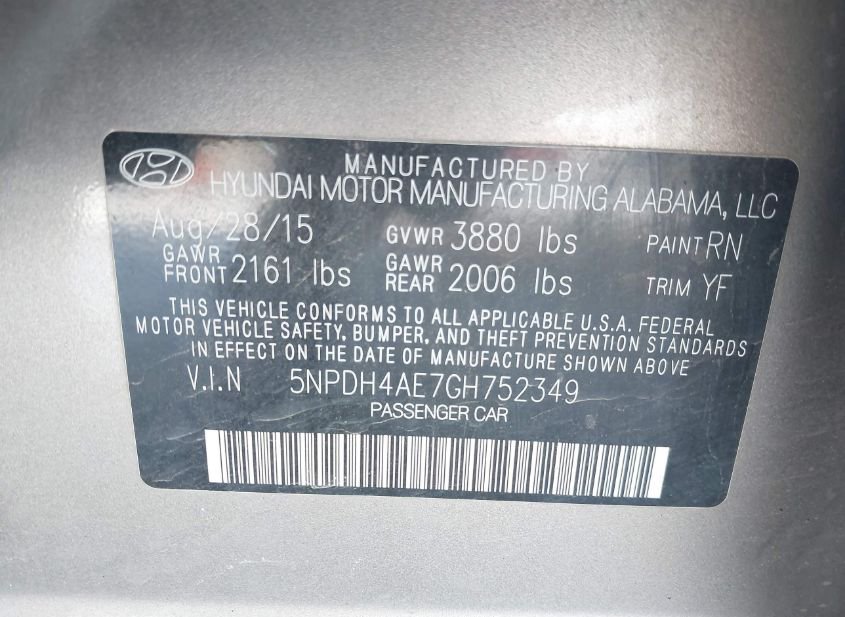 MANUFACTURED BY
HYUNDAI MOTOR MANUFACTURING ALABAMA, LLC
Aug/28/15 GVWR 3880 lbs PAINT RN
GAWR FRONT 2161 lbs GAWR REAR 2006 lbs TRIM YF
THIS VEHICLE CONFORMS TO ALL APPLICABLE U.S.A. FEDERAL
MOTOR VEHICLE SAFETY, BUMPER, AND THEFT PREVENTION STANDARDS
IN EFFECT ON THE DATE OF MANUFACTURE SHOWN ABOVE
V.I.N 5NPDH4AE7GH752349
PASSENGER CAR